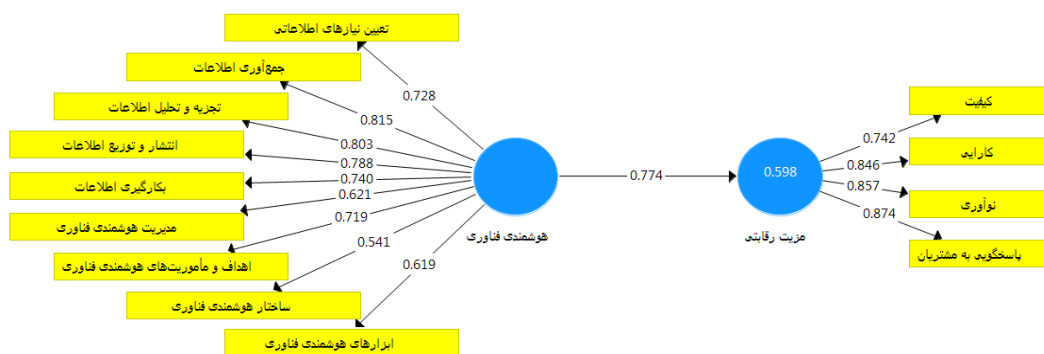 تعیین نیازهای اطلاعاتی
جمع‌آوری اطلاعات
تجزیه و تحلیل اطلاعات
انتشار و توزیع اطلاعات
بکارگیری اطلاعات
مدیریت هوشمندی فناوری
اهداف و مأموریت‌های هوشمندی فناوری
ساختار هوشمندی فناوری
ابزارهای هوشمندی فناوری
0.728
0.815
0.803
0.788
0.740
0.621
0.719
0.541
0.619
هوشمندی فناوری
0.774
0.598
مزیت رقابتی
0.742
0.846
0.857
0.874
کیفیت
کارایی
نوآوری
پاسخگویی به مشتریان